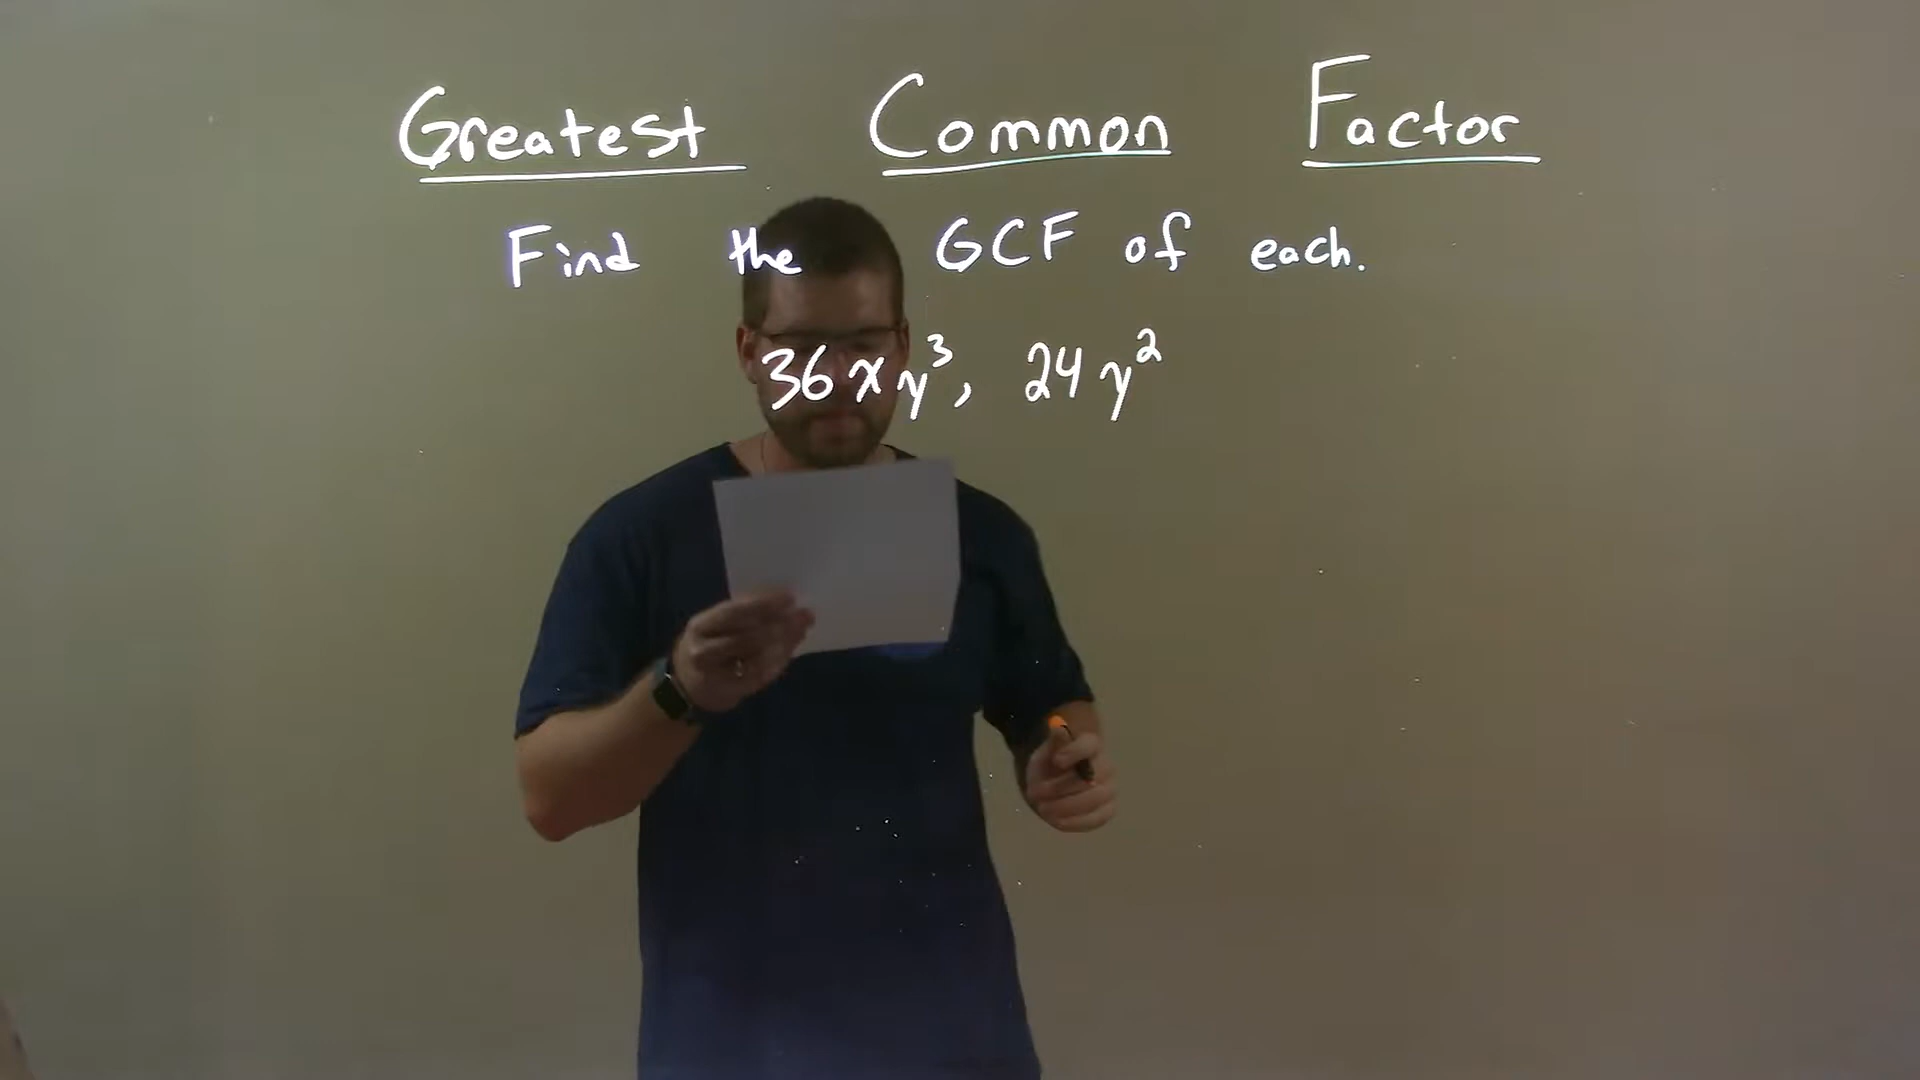 Greatest Common Factor
Find the GCF of each.
36xy³, 24y²